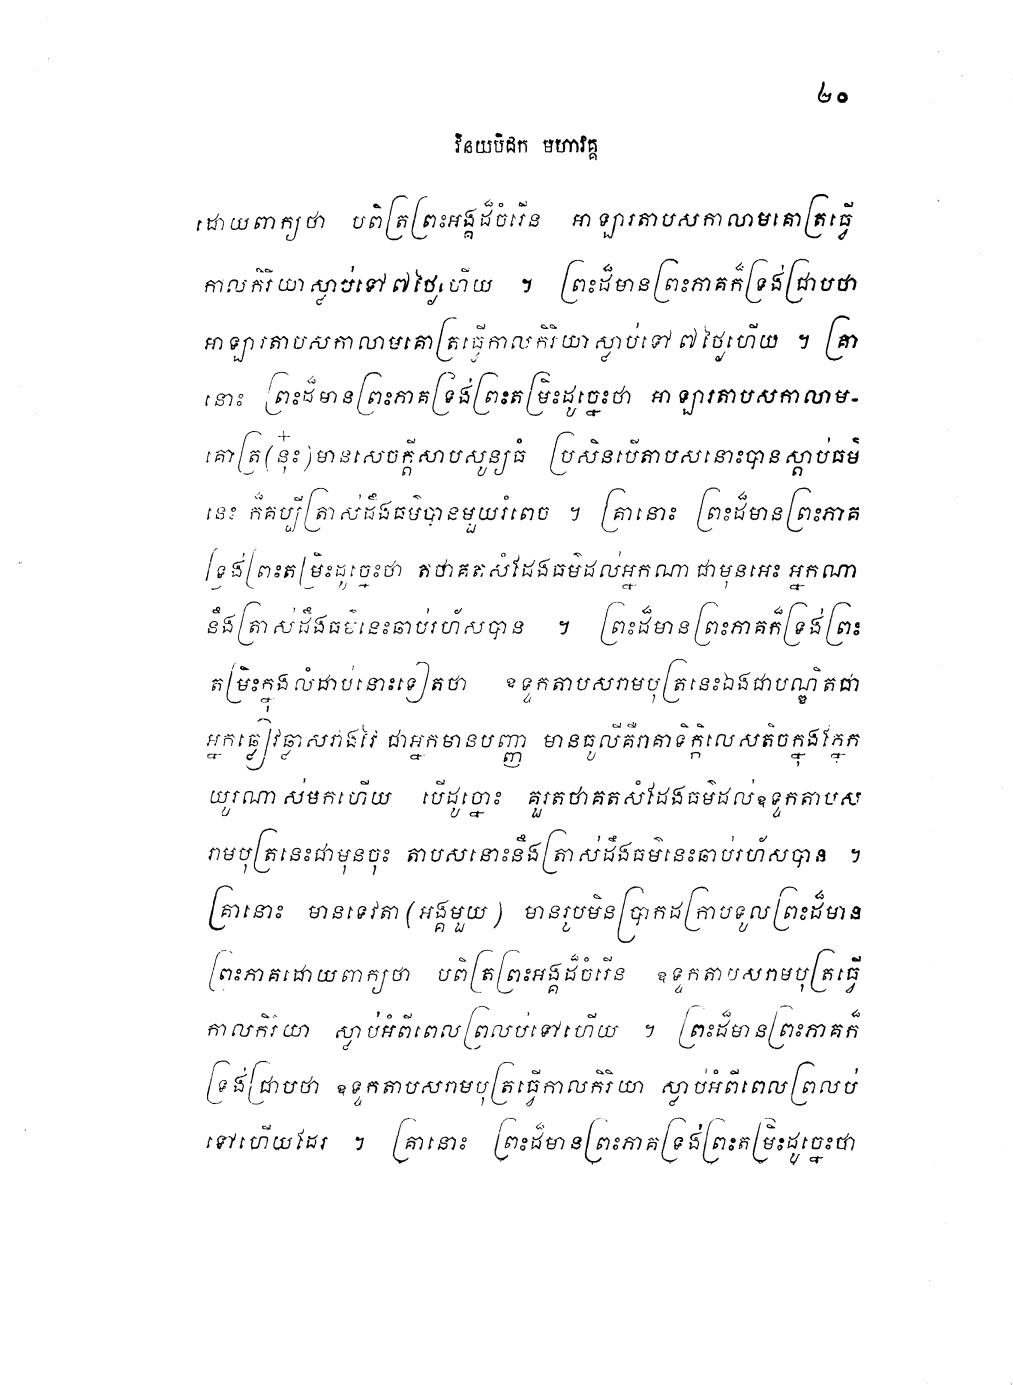 ២០
វិនយបិដក មហាវគ្គ
ដោយពាក្យថា បពិត្រព្រះអង្គដ៏ចំរើន អាឡារតាបសកាលាមគោត្រធ្វើ
កាលកិរិយាស្លាប់ទៅ ៧ ថ្ងៃហើយ ។ ព្រះដ៏មានព្រះភាគក៏ទ្រង់ជ្រាបថា
អាឡារតាបសកាលាមគោត្រធ្វើកាលកិរិយាស្លាប់ទៅ ៧ ថ្ងៃហើយ ។ គ្រា
នោះ ព្រះដ៏មានព្រះភាគទ្រង់ព្រះតម្រិះដូច្នេះថា អាឡារតាបសកាលាម-
គោត្រ(នុ៎ះ)មានសេចក្តីសាបសូន្យធំ ប្រសិនបើតាបសនោះបានស្តាប់ធម៌
នេះ ក៏គប្បីត្រាស់ដឹងធម៌បានមួយរំពេច ។ គ្រានោះ ព្រះដ៏មានព្រះភាគ
ទ្រង់ព្រះតម្រិះដូច្នេះថា តថាគតសំដែងធម៌ដល់អ្នកណា ជាមុនអេះ អ្នកណា
នឹងត្រាស់ដឹងធម៌នេះឆាប់រហ័សបាន ។ ព្រះដ៏មានព្រះភាគក៏ទ្រង់ព្រះ
តម្រិះក្នុងលំដាប់នោះទៀតថា ឧទ្ទកតាបសរាមបុត្រនេះឯងជាបណ្ឌិតជា
អ្នកឆ្លៀវឆ្លាសវាងវៃ ជាអ្នកមានបញ្ញា មានធូលីគឺរាគាទិក្កិលេសតិចក្នុងភ្នែក
យូរណាស់មកហើយ បើដូច្នោះ គួរតថាគតសំដែងធម៌ដល់ឧទ្ទកតាបស
រាមបុត្រនេះជាមុនចុះ តាបសនោះនឹងត្រាស់ដឹងធម៌នេះឆាប់រហ័សបាន ។
គ្រានោះ មានទេវតា(អង្គមួយ) មានរូបមិនប្រាកដក្រាបទូលព្រះដ៏មាន
ព្រះភាគដោយពាក្យថា បពិត្រព្រះអង្គដ៏ចំរើន ឧទ្ទកតាបសរាមបុត្រធ្វើ
កាលកិរិយា ស្លាប់អំពីពេលព្រលប់ទៅហើយ ។ ព្រះដ៏មានព្រះភាគក៏
ទ្រង់ជ្រាបថា ឧទ្ទកតាបសរាមបុត្រធ្វើកាលកិរិយា ស្លាប់អំពីពេលព្រលប់
ទៅហើយដែរ ។ គ្រានោះ ព្រះដ៏មានព្រះភាគទ្រង់ព្រះតម្រិះដូច្នេះថា